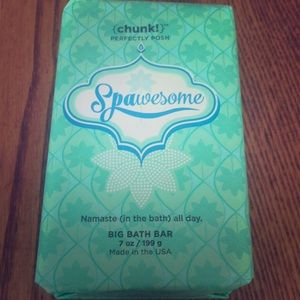 {chunk!}™
PERFECTLY POSH
Spawesome
Namaste (in the bath) all day.
BIG BATH BAR
7 oz / 199 g
Made in the USA